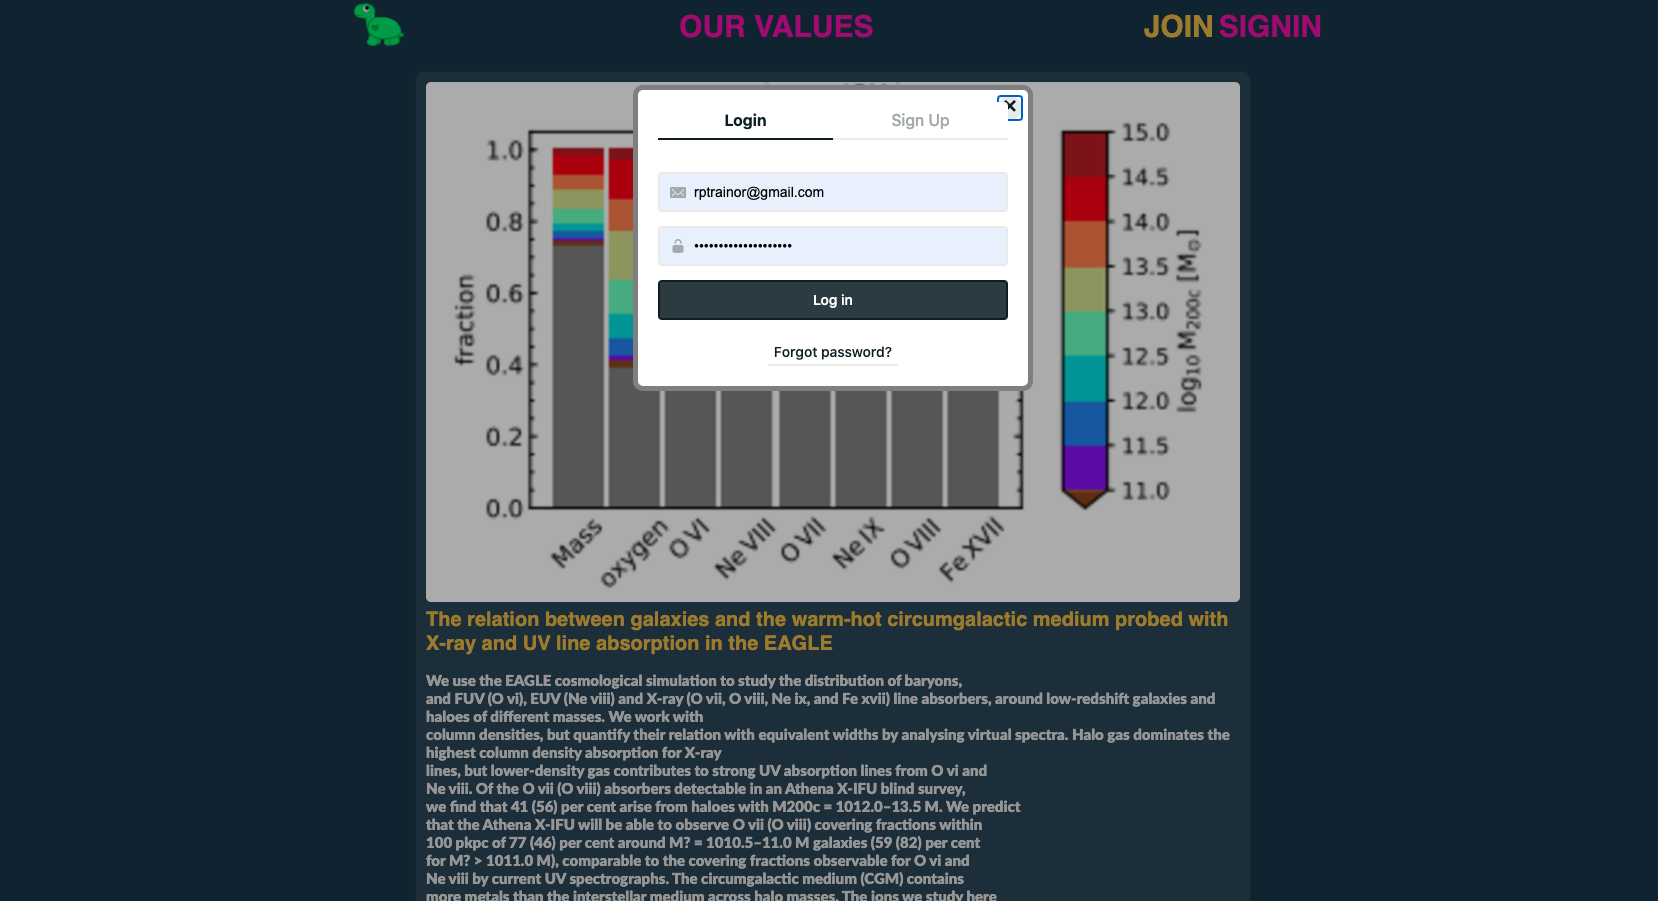 OUR VALUES
JOIN SIGNIN
Login
Sign Up
rptrainor@gmail.com
Log in
Forgot password?
fraction
1.0
0.8
0.6
0.4
0.2
0.0
Mass
oxygen
O VI
Ne VIII
O VII
Ne IX
O VIII
Fe XVII
15.0
14.5
14.0
13.5
13.0
12.5
12.0
11.5
11.0
log10 M200c [M⊙]
The relation between galaxies and the warm-hot circumgalactic medium probed with
X-ray and UV line absorption in the EAGLE
We use the EAGLE cosmological simulation to study the distribution of baryons,
and FUV (O vi), EUV (Ne viii) and X-ray (O vii, O viii, Ne ix, and Fe xvii) line absorbers, around low-redshift galaxies and
haloes of different masses. We work with
column densities, but quantify their relation with equivalent widths by analysing virtual spectra. Halo gas dominates the
highest column density absorption for X-ray
lines, but lower-density gas contributes to strong UV absorption lines from O vi and
Ne viii. Of the O vii (O viii) absorbers detectable in an Athena X-IFU blind survey,
we find that 41 (56) per cent arise from haloes with M200c = 1012.0–13.5 M. We predict
that the Athena X-IFU will be able to observe O vii (O viii) covering fractions within
100 pkpc of 77 (46) per cent around M? = 1010.5–11.0 M galaxies (59 (82) per cent
for M? > 1011.0 M), comparable to the covering fractions observable for O vi and
Ne viii by current UV spectrographs. The circumgalactic medium (CGM) contains
more metals than the interstellar medium across halo masses. The ions we study here